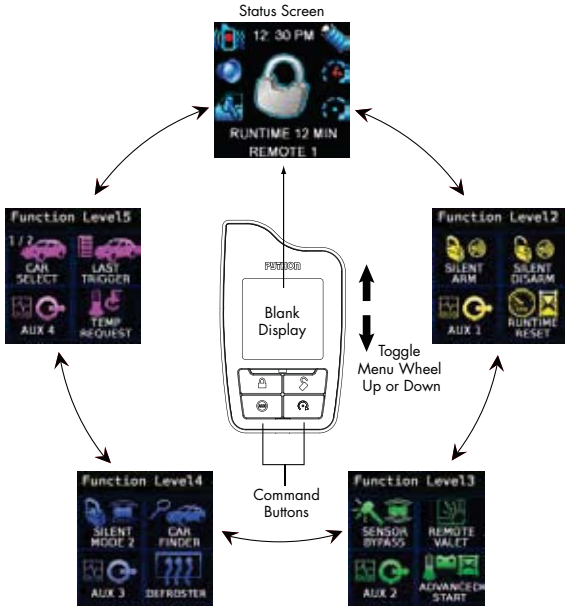 Status Screen
12:30 PM
RUNTIME 12 MIN
REMOTE 1
Function Level5
1/2
CAR SELECT
LAST TRIGGER
AUX 4
TEMP REQUEST
Function Level2
SILENT ARM
SILENT DISARM
AUX 1
RUNTIME RESET
PYTHON
Blank
Display
AUX
Toggle
Menu Wheel
Up or Down
Command
Buttons
Function Level4
SILENT MODE 2
CAR FINDER
AUX 3
DEFROSTER
Function Level3
SENSOR BYPASS
REMOTE VALET
AUX 2
ADVANCED START